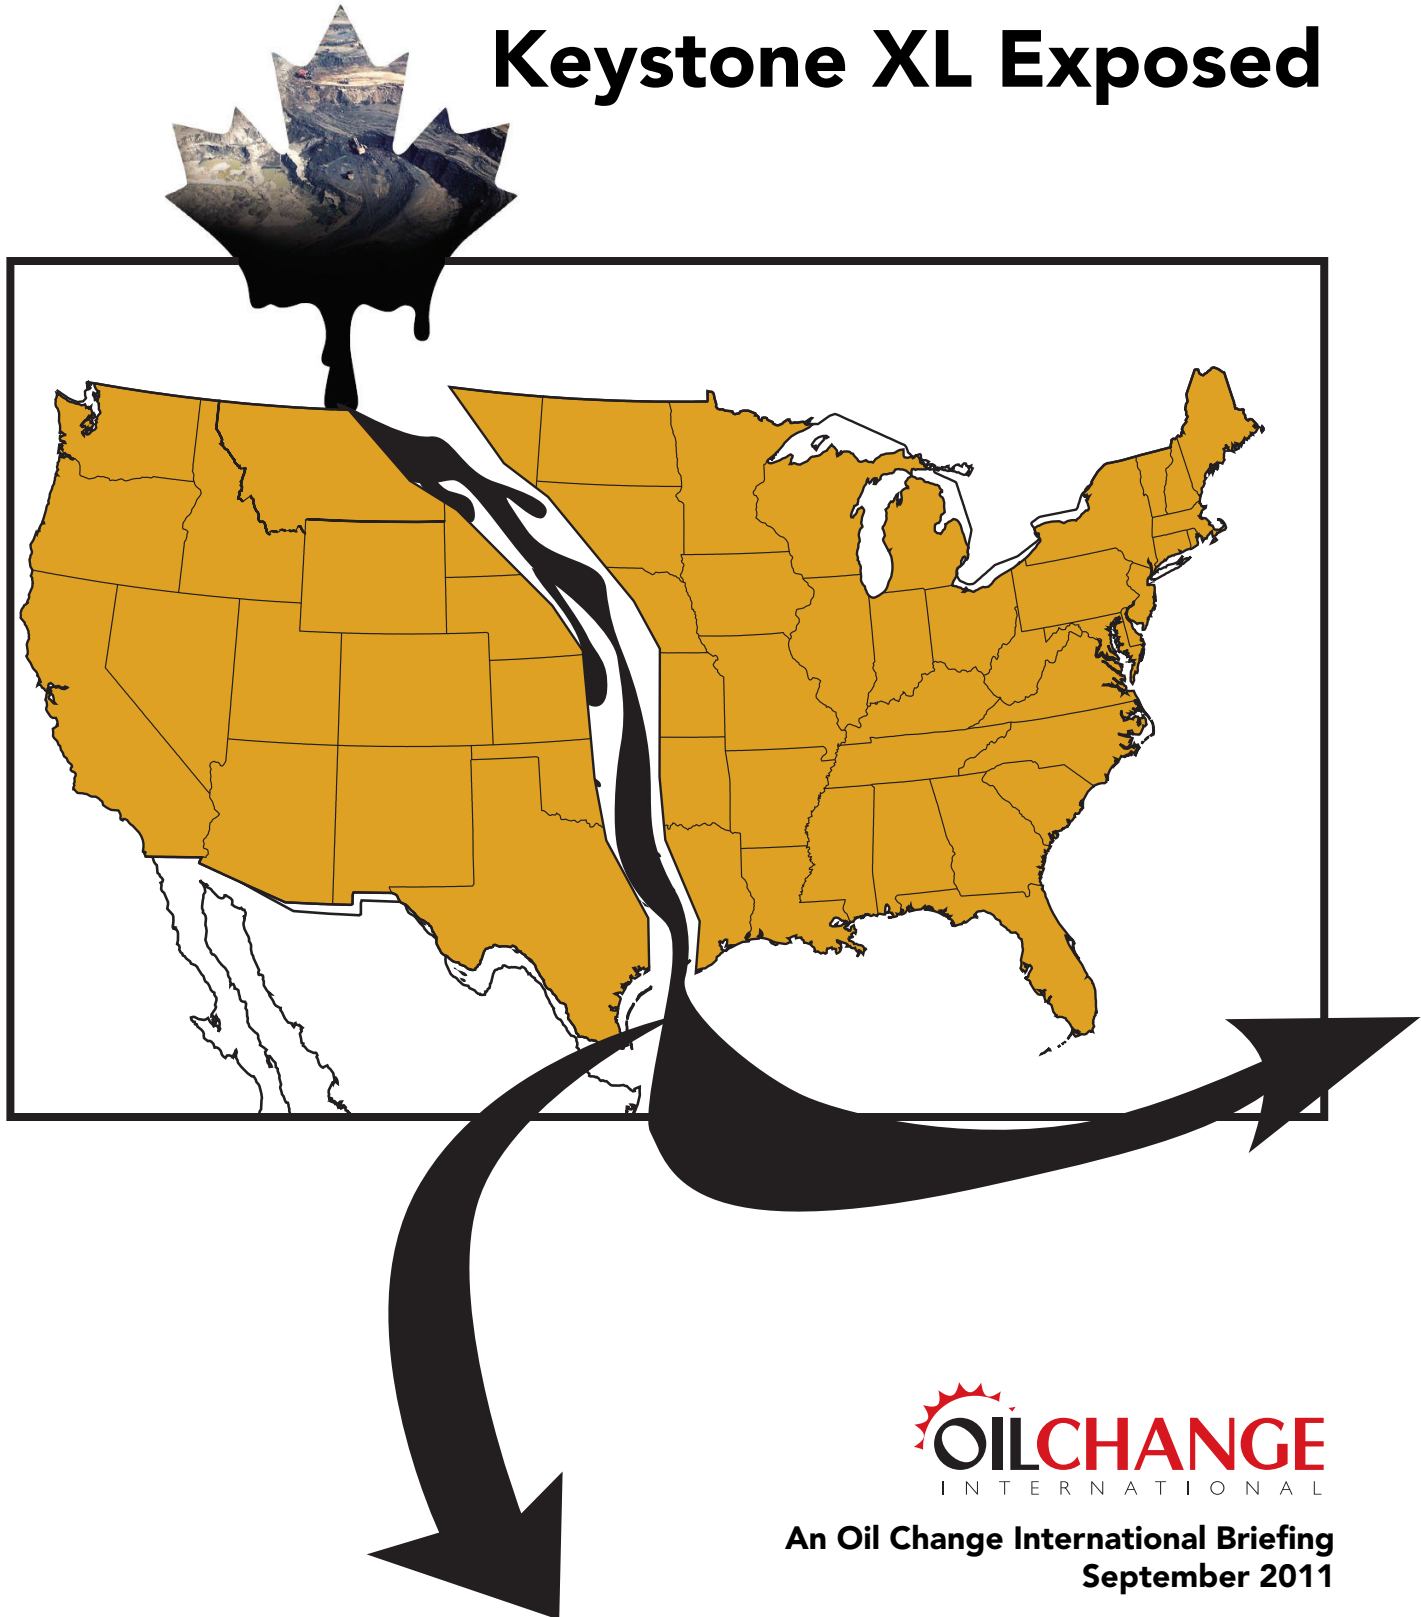 Keystone XL Exposed
OILCHANGE
INTERNATIONAL
An Oil Change International Briefing
September 2011